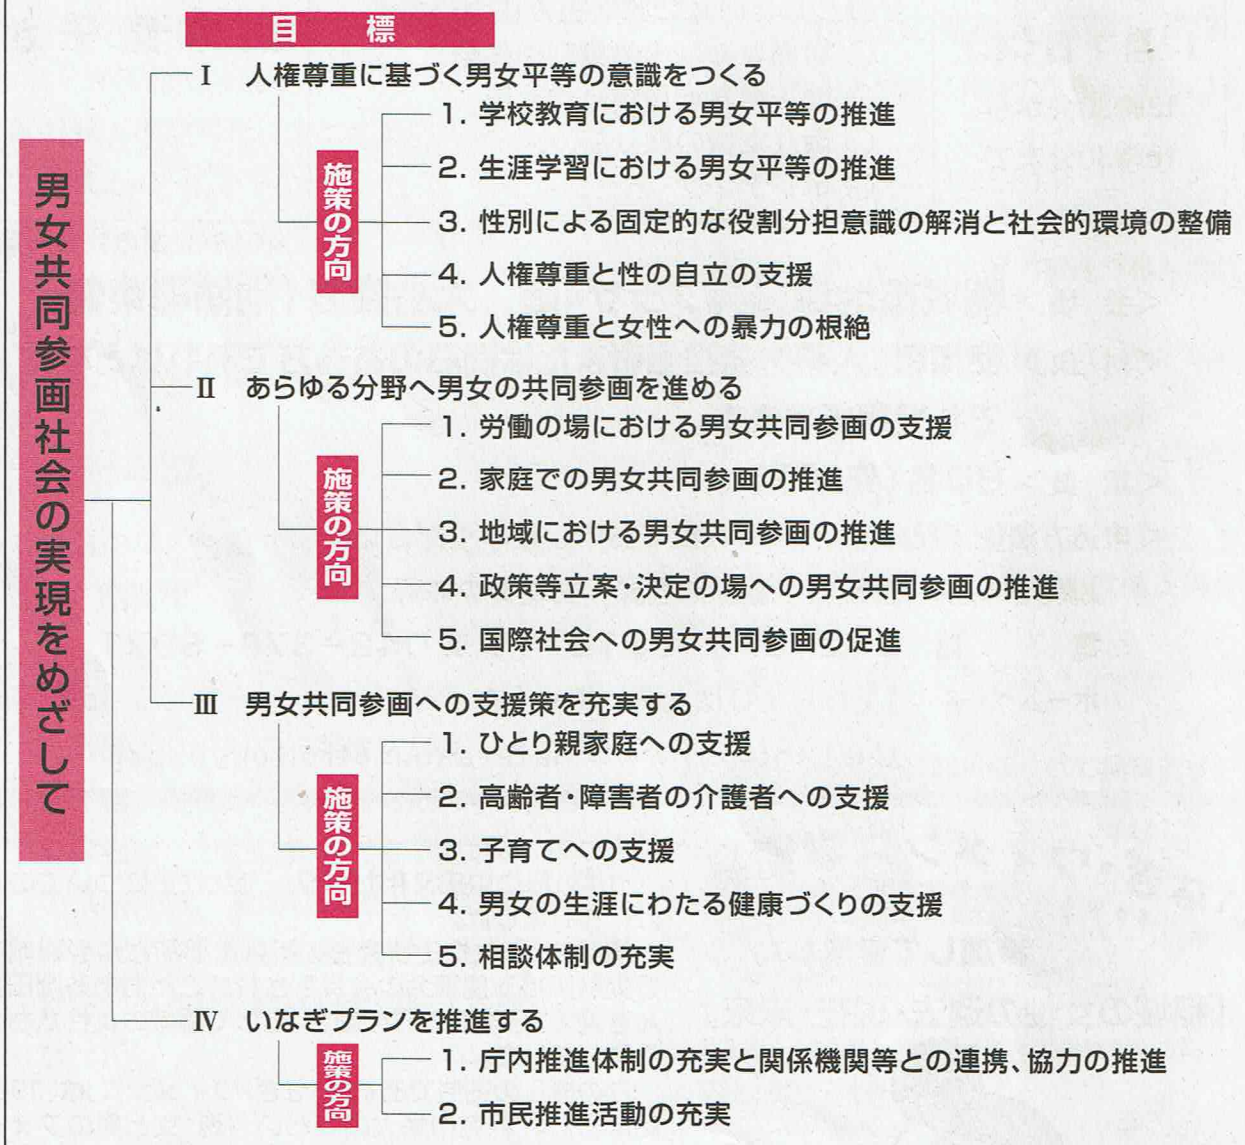 目 標
男女共同参画社会の実現をめざして
Ⅰ 人権尊重に基づく男女平等の意識をつくる
施策の方向
1. 学校教育における男女平等の推進
2. 生涯学習における男女平等の推進
3. 性別による固定的な役割分担意識の解消と社会的環境の整備
4. 人権尊重と性の自立の支援
5. 人権尊重と女性への暴力の根絶
Ⅱ あらゆる分野へ男女の共同参画を進める
施策の方向
1. 労働の場における男女共同参画の支援
2. 家庭での男女共同参画の推進
3. 地域における男女共同参画の推進
4. 政策等立案・決定の場への男女共同参画の推進
5. 国際社会への男女共同参画の促進
Ⅲ 男女共同参画への支援策を充実する
施策の方向
1. ひとり親家庭への支援
2. 高齢者・障害者の介護者への支援
3. 子育てへの支援
4. 男女の生涯にわたる健康づくりの支援
5. 相談体制の充実
Ⅳ いなぎプランを推進する
施策の方向
1. 庁内推進体制の充実と関係機関等との連携、協力の推進
2. 市民推進活動の充実